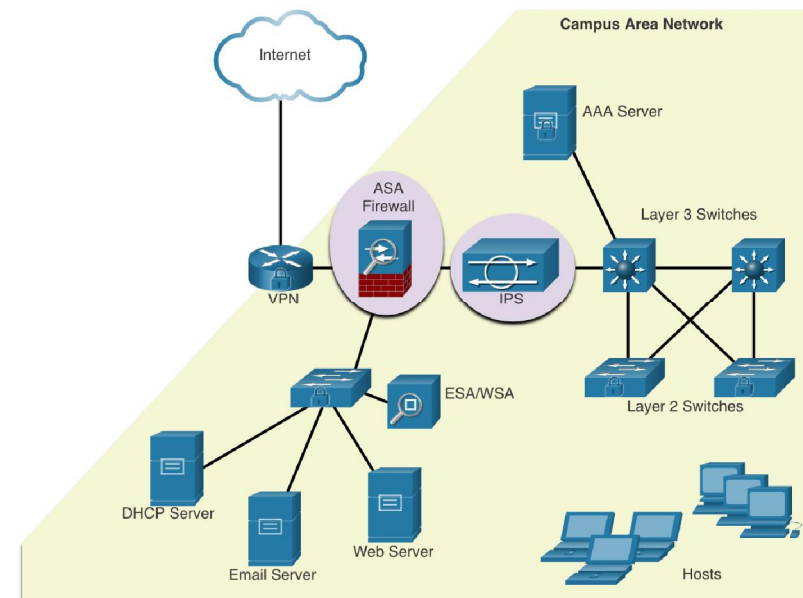 Campus Area Network
Internet
AAA Server
ASA
Firewall
Layer 3 Switches
VPN
IPS
ESA/WSA
Layer 2 Switches
DHCP Server
Web Server
Email Server
Hosts